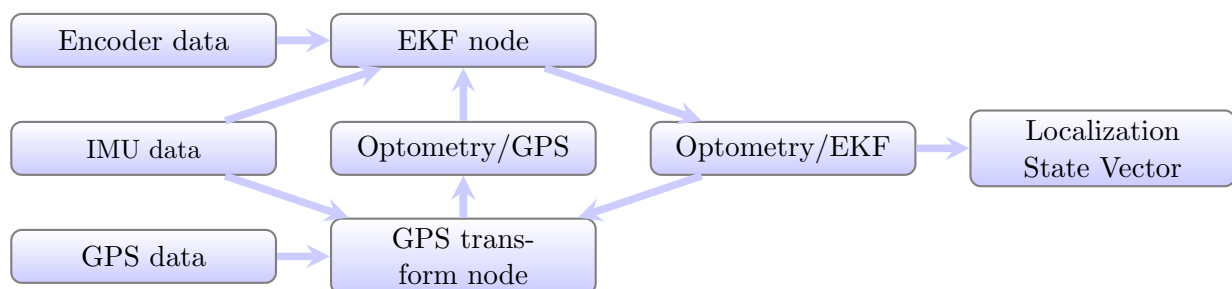 Encoder data
EKF node
IMU data
Optometry/GPS
Optometry/EKF
Localization
State Vector
GPS data
GPS trans-
form node